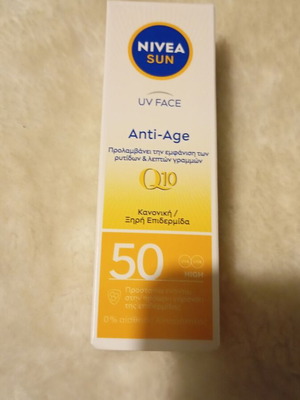 NIVEA
SUN
UV FACE
Anti-Age
Προλαμβάνει την εμφάνιση των
ρυτίδων & λεπτών γραμμών
Q10
Κανονική /
Ξηρή Επιδερμίδα
50
HIGH
0%